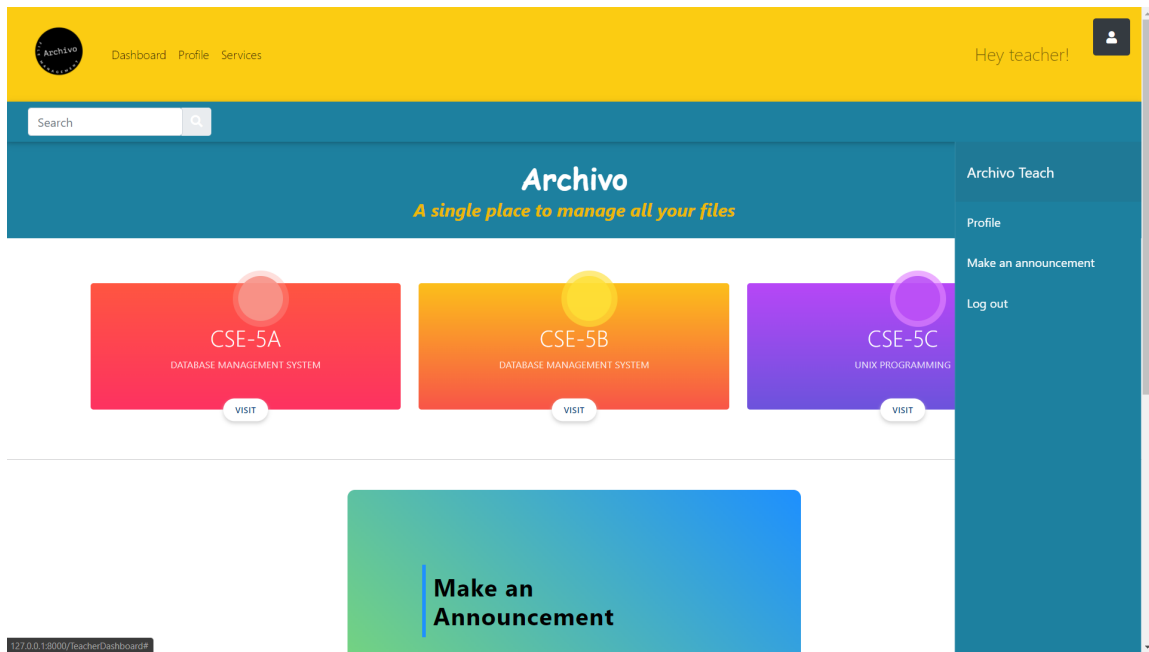 Archivo
Dashboard Profile Services
Hey teacher!
Search
Archivo
A single place to manage all your files
Archivo Teach
Profile
Make an announcement
Log out
CSE-5A
DATABASE MANAGEMENT SYSTEM
VISIT
CSE-5B
DATABASE MANAGEMENT SYSTEM
VISIT
CSE-5C
UNIX PROGRAMMING
VISIT
Make an
Announcement
127.0.0.1:8000/TeacherDashboard#